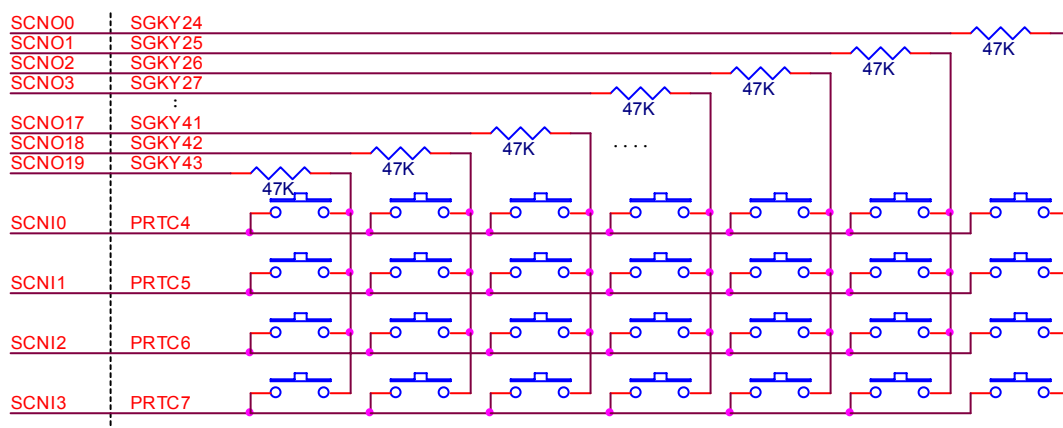 SCNO0 SGKY24
47K
SCNO1 SGKY25
47K
SCNO2 SGKY26
47K
SCNO3 SGKY27
47K
:
SCNO17 SGKY41
47K
....
SCNO18 SGKY42
47K
SCNO19 SGKY43
47K
SCNI0 PRTC4
SCNI1 PRTC5
SCNI2 PRTC6
SCNI3 PRTC7